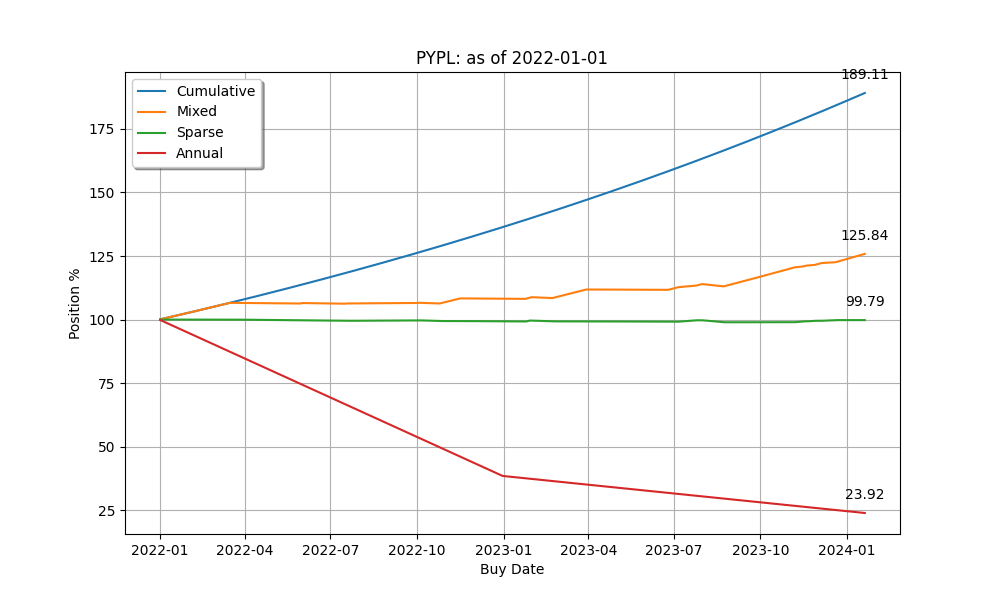 PYPL: as of 2022-01-01
189.11
Cumulative
Mixed
Sparse
Annual
125.84
99.79
23.92
175
150
125
100
75
50
25
Position %
2022-01 2022-04 2022-07 2022-10 2023-01 2023-04 2023-07 2023-10 2024-01
Buy Date